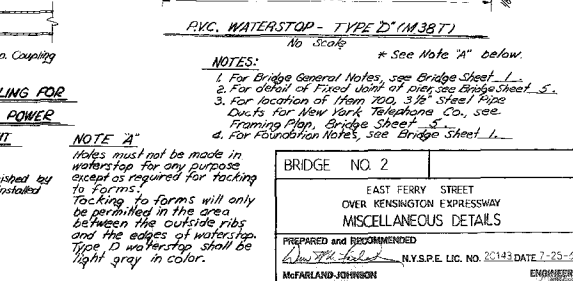 P.V.C. WATERSTOP - TYPE "D" (M38T)
No Scale
* See Note "A" below.
p. Coupling
LING FOR
POWER
NT
ished by
nstalled
NOTES:
1. For Bridge General Notes, see Bridge Sheet 1.
2. For detail of Fixed Joint at pier, see Bridge Sheet 5.
3. For location of Item 700, 3½" Steel Pipe
Ducts for New York Telephone Co., see
Framing Plan, Bridge Sheet 5.
4. For Foundation Notes, see Bridge Sheet 1.
NOTE "A"
Holes must not be made in
waterstop for any purpose
except as required for tacking
to forms.
Tacking to forms will only
be permitted in the area
between the outside ribs
and the edges of waterstop.
Type D waterstop shall be
light gray in color.
BRIDGE NO. 2
EAST FERRY STREET
OVER KENSINGTON EXPRESSWAY
MISCELLANEOUS DETAILS
PREPARED and RECOMMENDED
N.Y.S.P.E. LIC. NO. 20143 DATE 7-25-
McFARLAND-JOHNSON ENGINEER